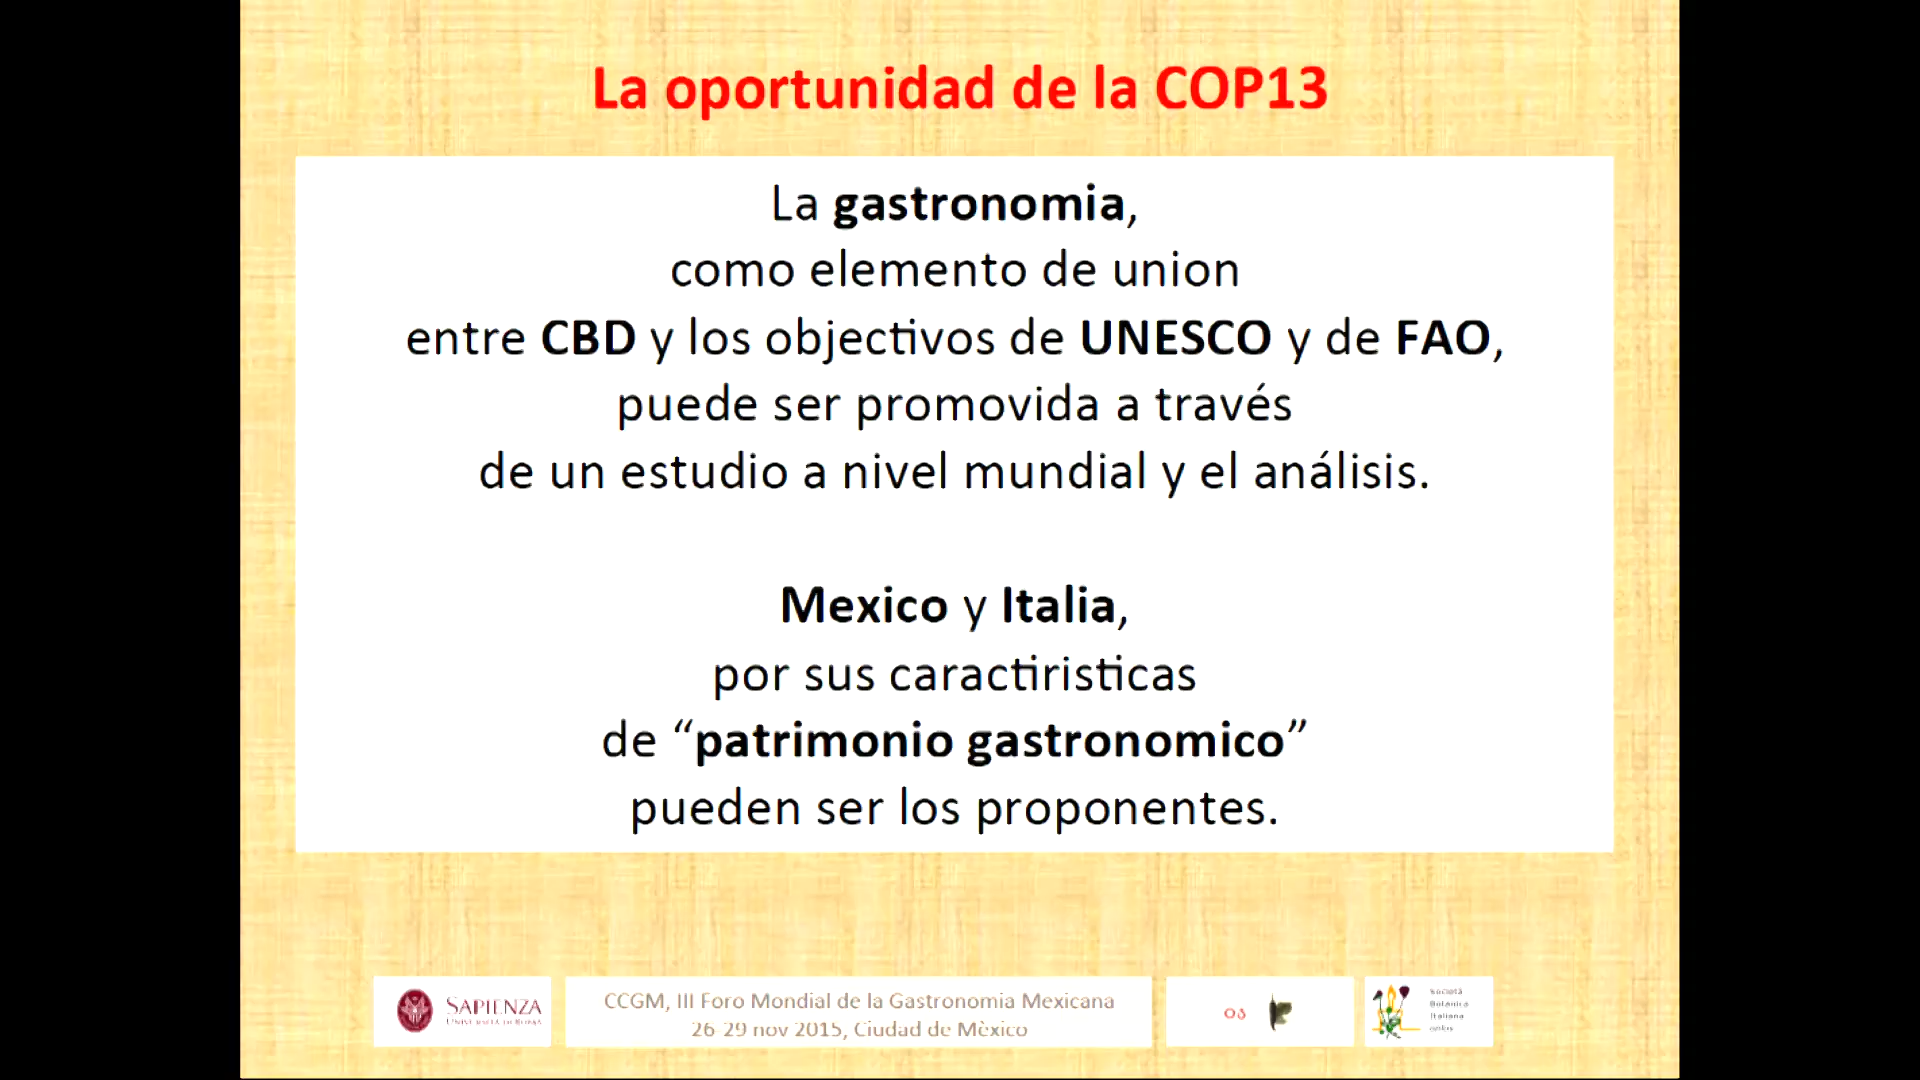 La oportunidad de la COP13
La gastronomia,
como elemento de union
entre CBD y los objectivos de UNESCO y de FAO,
puede ser promovida a través
de un estudio a nivel mundial y el análisis.
Mexico y Italia,
por sus caractiristicas
de “patrimonio gastronomico”
pueden ser los proponentes.
SAPIENZA
UNIVERSITÀ DI ROMA
CCGM, III Foro Mondial de la Gastronomia Mexicana
26-29 nov 2015, Ciudad de Mèxico
Società
Botanica
Italiana